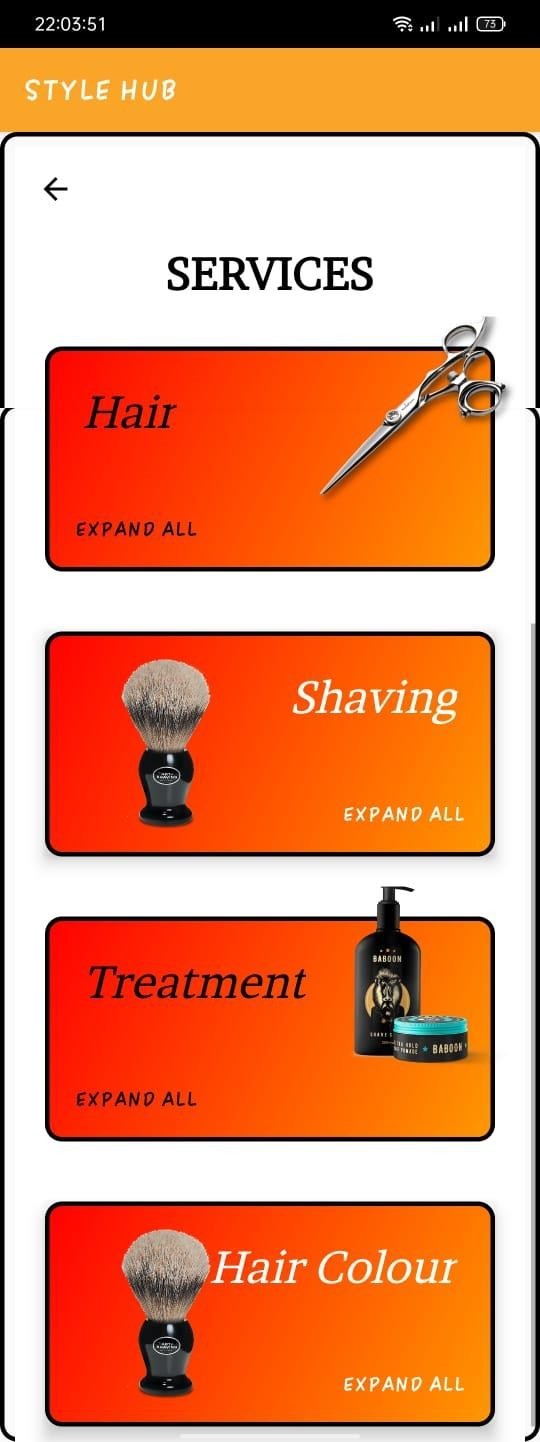 22:03:51
73
STYLE HUB
SERVICES
Hair
EXPAND ALL
Shaving
EXPAND ALL
BABOON
Treatment
BABOON
EXPAND ALL
Hair Colour
EXPAND ALL